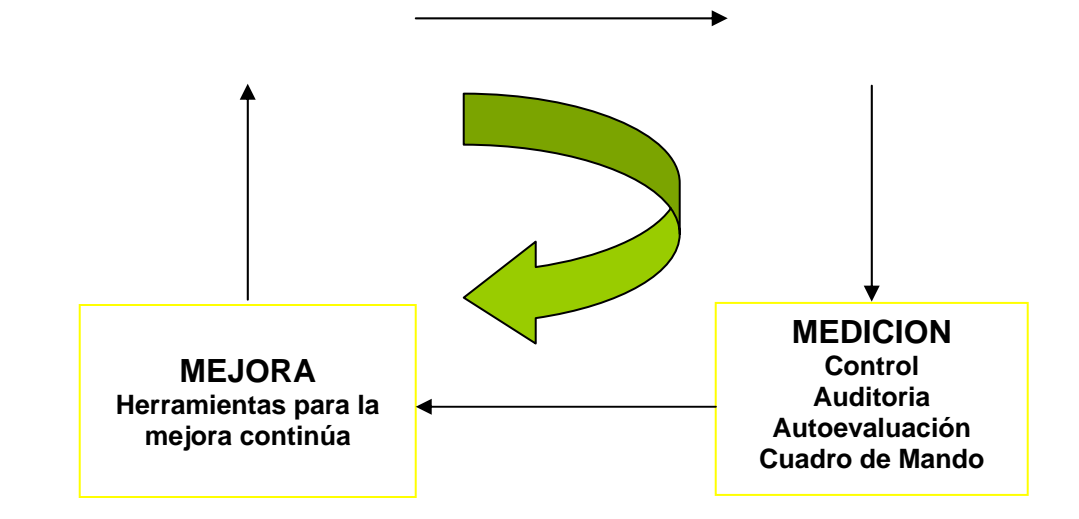 MEJORA
Herramientas para la
mejora continúa
MEDICION
Control
Auditoria
Autoevaluación
Cuadro de Mando